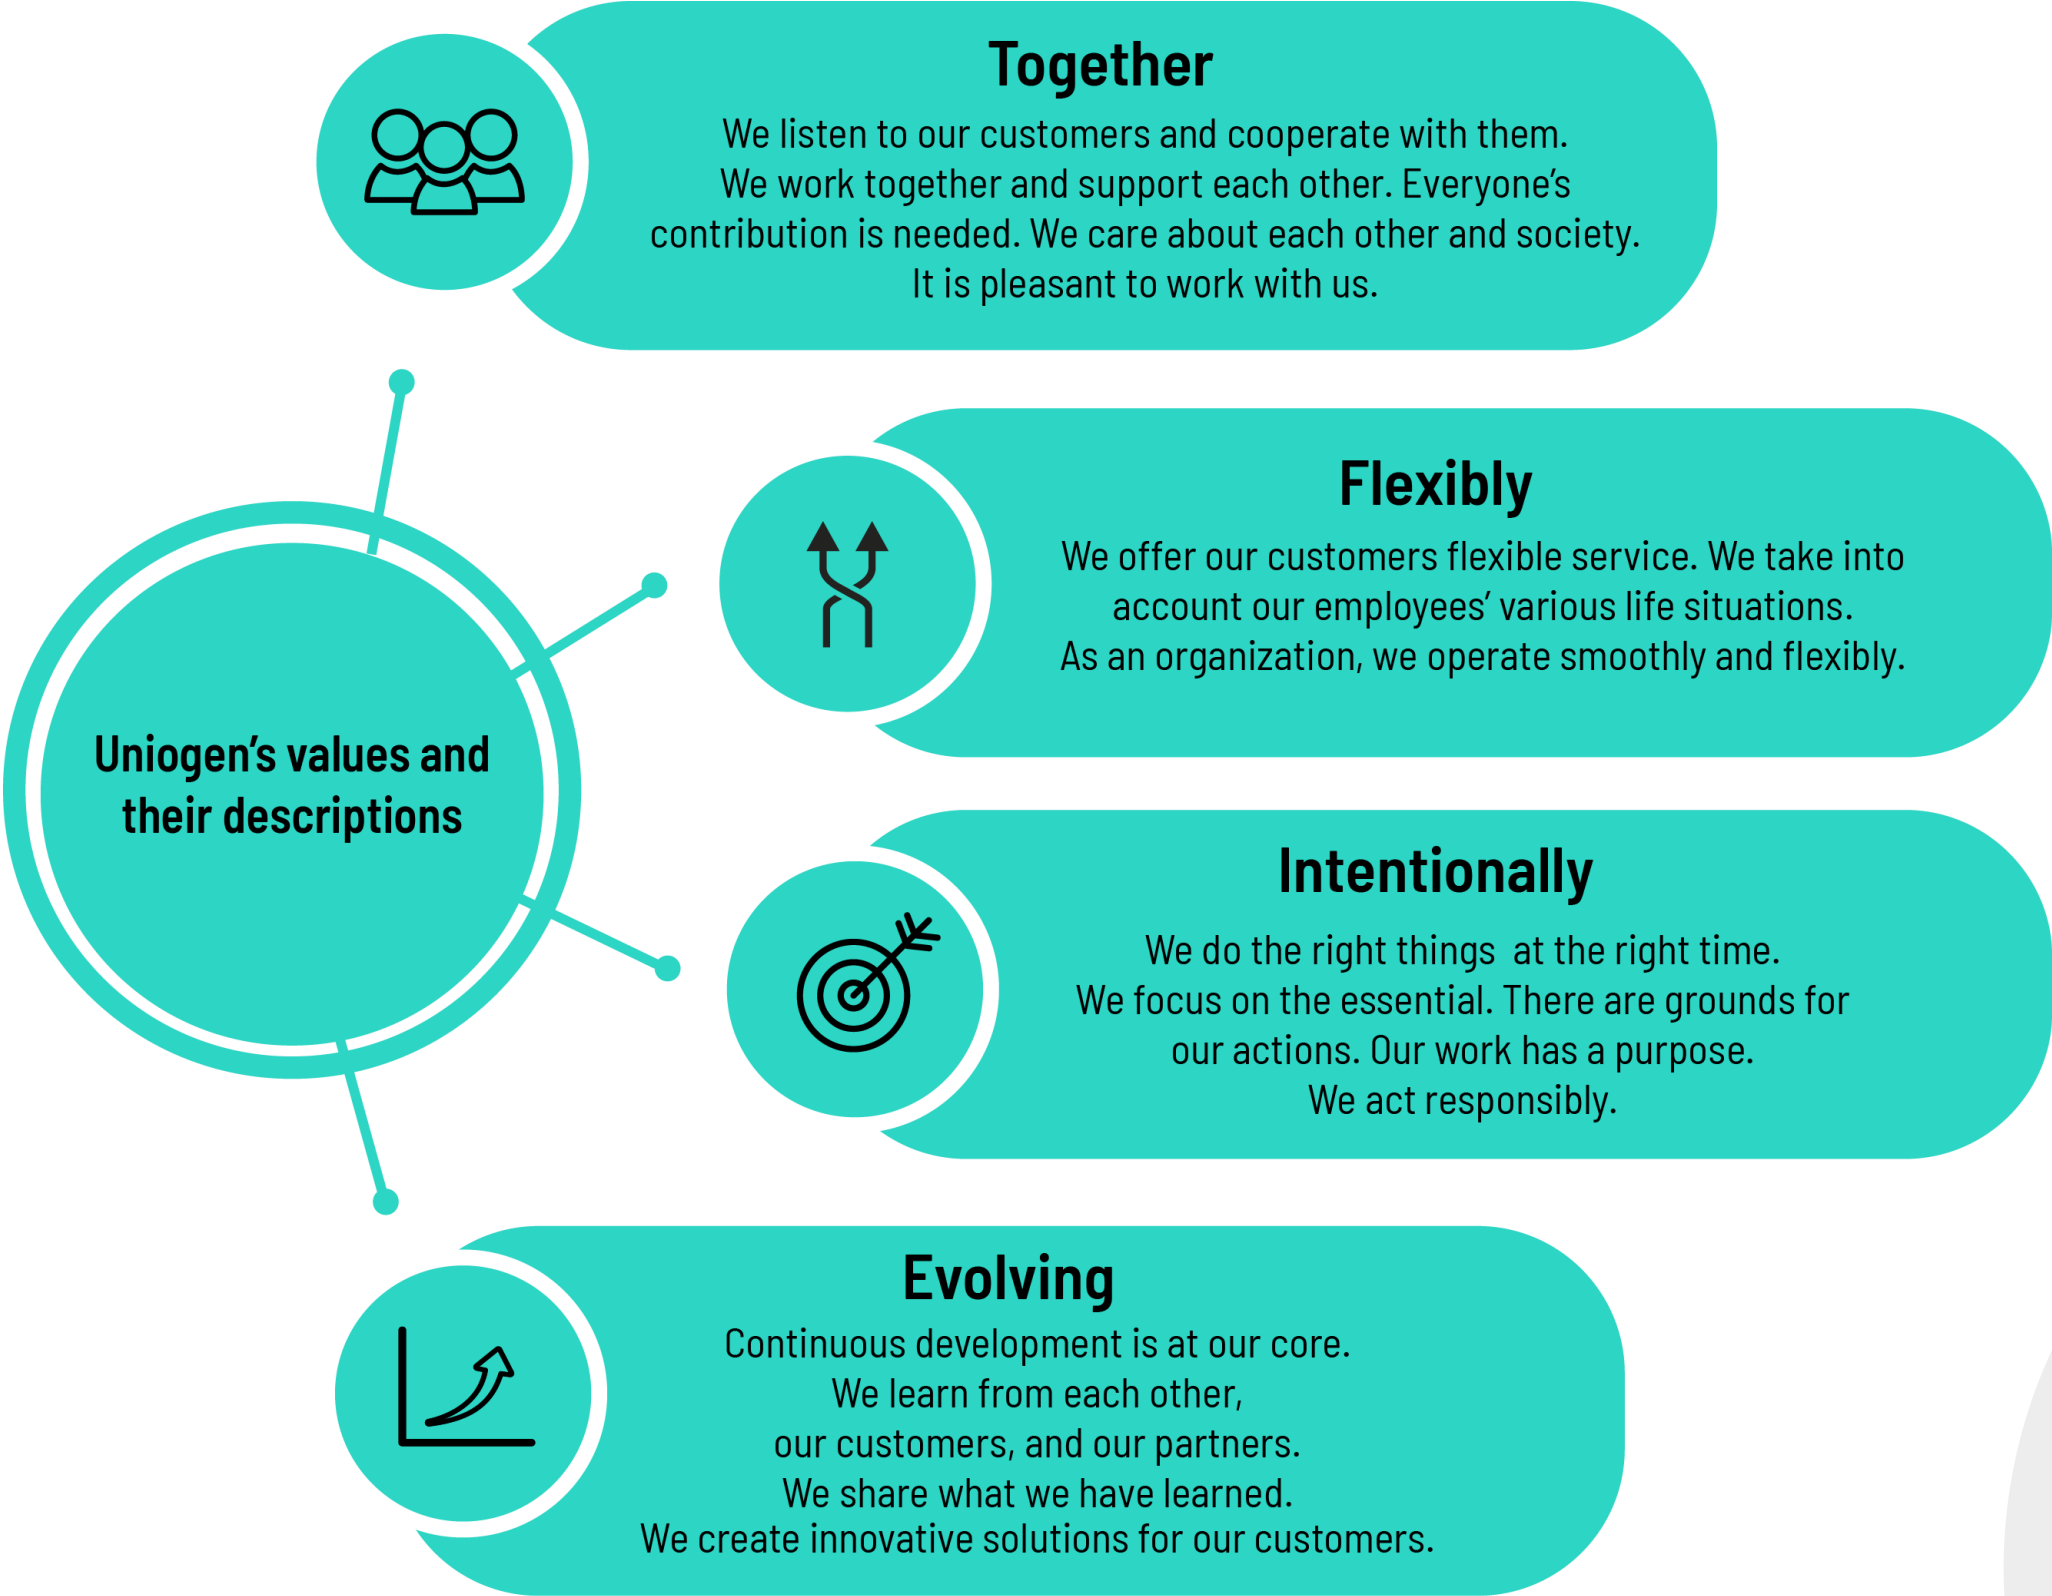 Together
We listen to our customers and cooperate with them.
We work together and support each other. Everyone’s
contribution is needed. We care about each other and society.
It is pleasant to work with us.
Flexibly
We offer our customers flexible service. We take into
account our employees’ various life situations.
As an organization, we operate smoothly and flexibly.
Uniogen’s values and
their descriptions
Intentionally
We do the right things  at the right time.
We focus on the essential. There are grounds for
our actions. Our work has a purpose.
We act responsibly.
Evolving
Continuous development is at our core.
We learn from each other,
our customers, and our partners.
We share what we have learned.
We create innovative solutions for our customers.